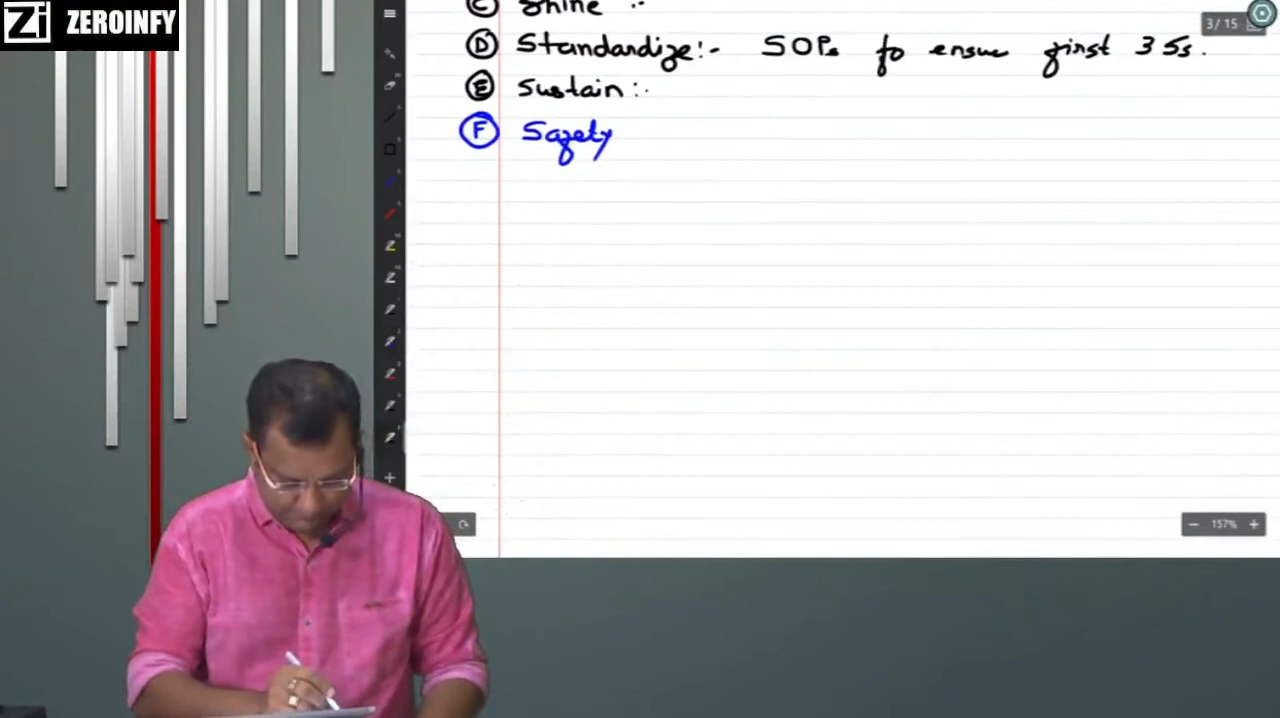 Zi ZEROINFY
3/15
C Shine :-
D Standardize:- SOPs to ensure first 3 Ss.
E Sustain :-
F Safety
157%